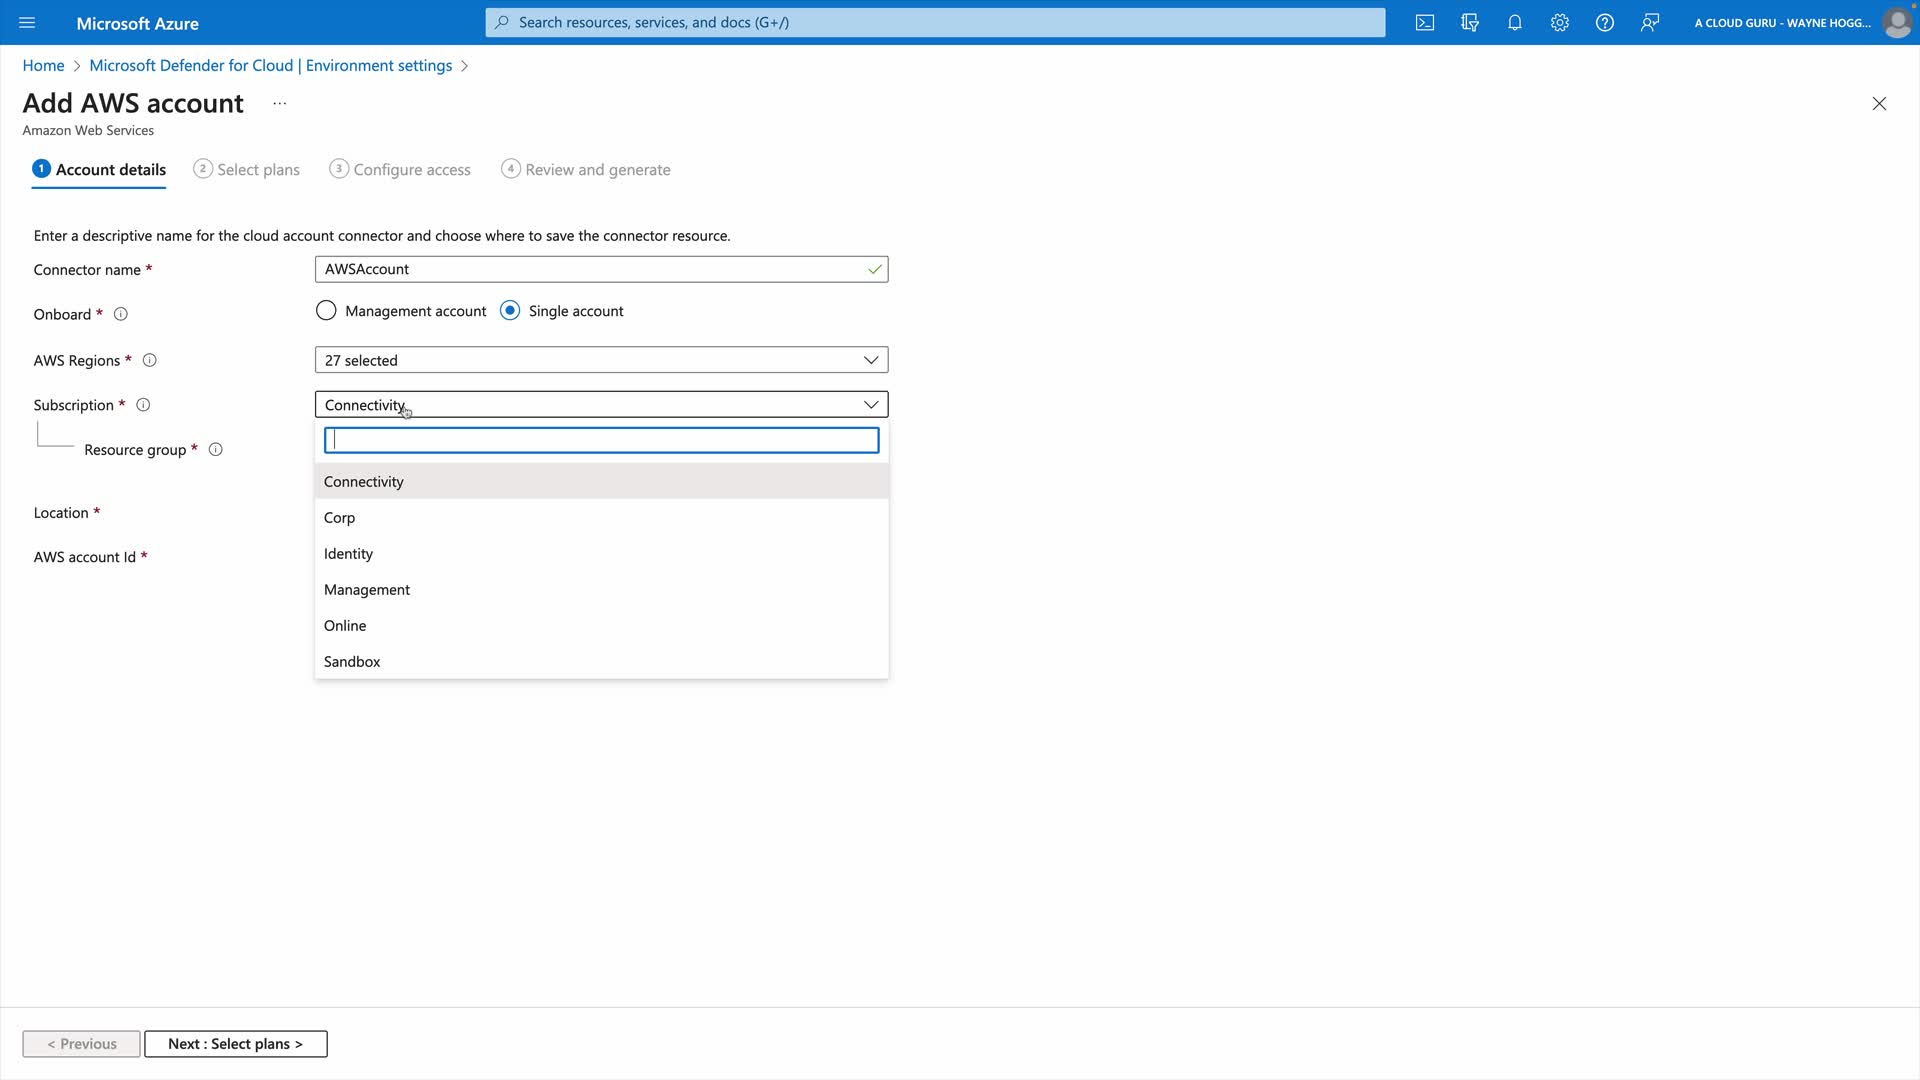 Microsoft Azure
Search resources, services, and docs (G+/)
A CLOUD GURU - WAYNE HOGG...
Home > Microsoft Defender for Cloud | Environment settings >
Add AWS account ...
Amazon Web Services
1 Account details
2 Select plans
3 Configure access
4 Review and generate
Enter a descriptive name for the cloud account connector and choose where to save the connector resource.
Connector name *
AWSAccount
Onboard *
Management account
Single account
AWS Regions *
27 selected
Subscription *
Connectivity
Resource group *
Connectivity
Corp
Location *
Identity
AWS account Id *
Management
Online
Sandbox
< Previous
Next : Select plans >